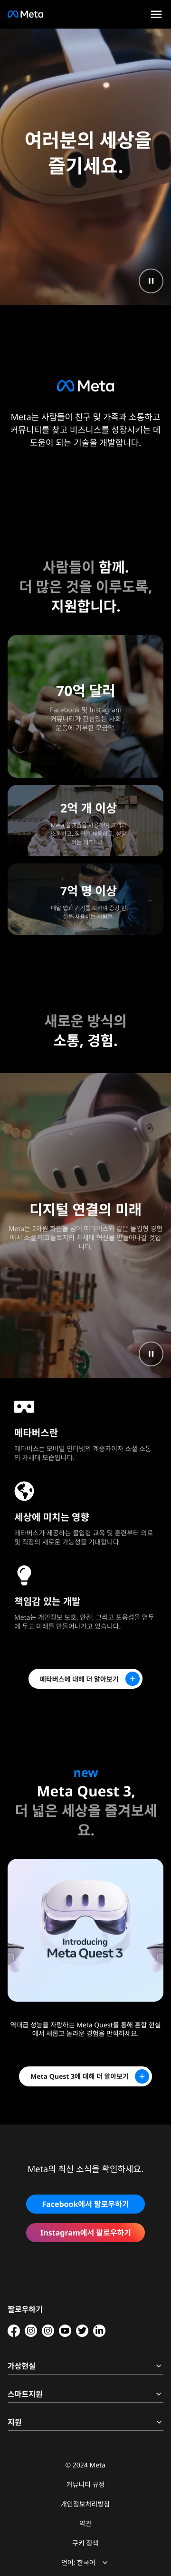 Meta
여러분의 세상을
즐기세요.
Meta
Meta는 사람들이 친구 및 가족과 소통하고
커뮤니티를 찾고 비즈니스를 성장시키는 데
도움이 되는 기술을 개발합니다.
사람들이 함께.
더 많은 것을 이루도록,
지원합니다.
70억 달러
Facebook 및 Instagram
커뮤니티가 관심있는 사회
운동에 기부한 모금액.
2억 개 이상
7억 명 이상
매달 앱과 기기를 오가며 증강 현
새로운 방식의
소통, 경험.
디지털 연결의 미래
Meta는 2차원 화면을 넘어 메타버스와 같은 몰입형 경험
에서 소셜 테크놀로지의 차세대 혁신을 만들어나갈 것입
니다.
메타버스란
메타버스는 모바일 인터넷의 계승자이자 소셜 소통
의 차세대 모습입니다.
세상에 미치는 영향
메타버스가 제공하는 몰입형 교육 및 훈련부터 의료
및 직장의 새로운 가능성을 기대합니다.
책임감 있는 개발
Meta는 개인정보 보호, 안전, 그리고 포용성을 염두
에 두고 미래를 만들어나가고 있습니다.
메타버스에 대해 더 알아보기
new
Meta Quest 3,
더 넓은 세상을 즐겨보세
요.
Introducing
Meta Quest 3
역대급 성능을 자랑하는 Meta Quest를 통해 혼합 현실
에서 새롭고 놀라운 경험을 만끽하세요.
Meta Quest 3에 대해 더 알아보기
Meta의 최신 소식을 확인하세요.
Facebook에서 팔로우하기
Instagram에서 팔로우하기
팔로우하기
가상현실
스마트지원
지원
© 2024 Meta
커뮤니티 규정
개인정보처리방침
약관
쿠키 정책
언어: 한국어